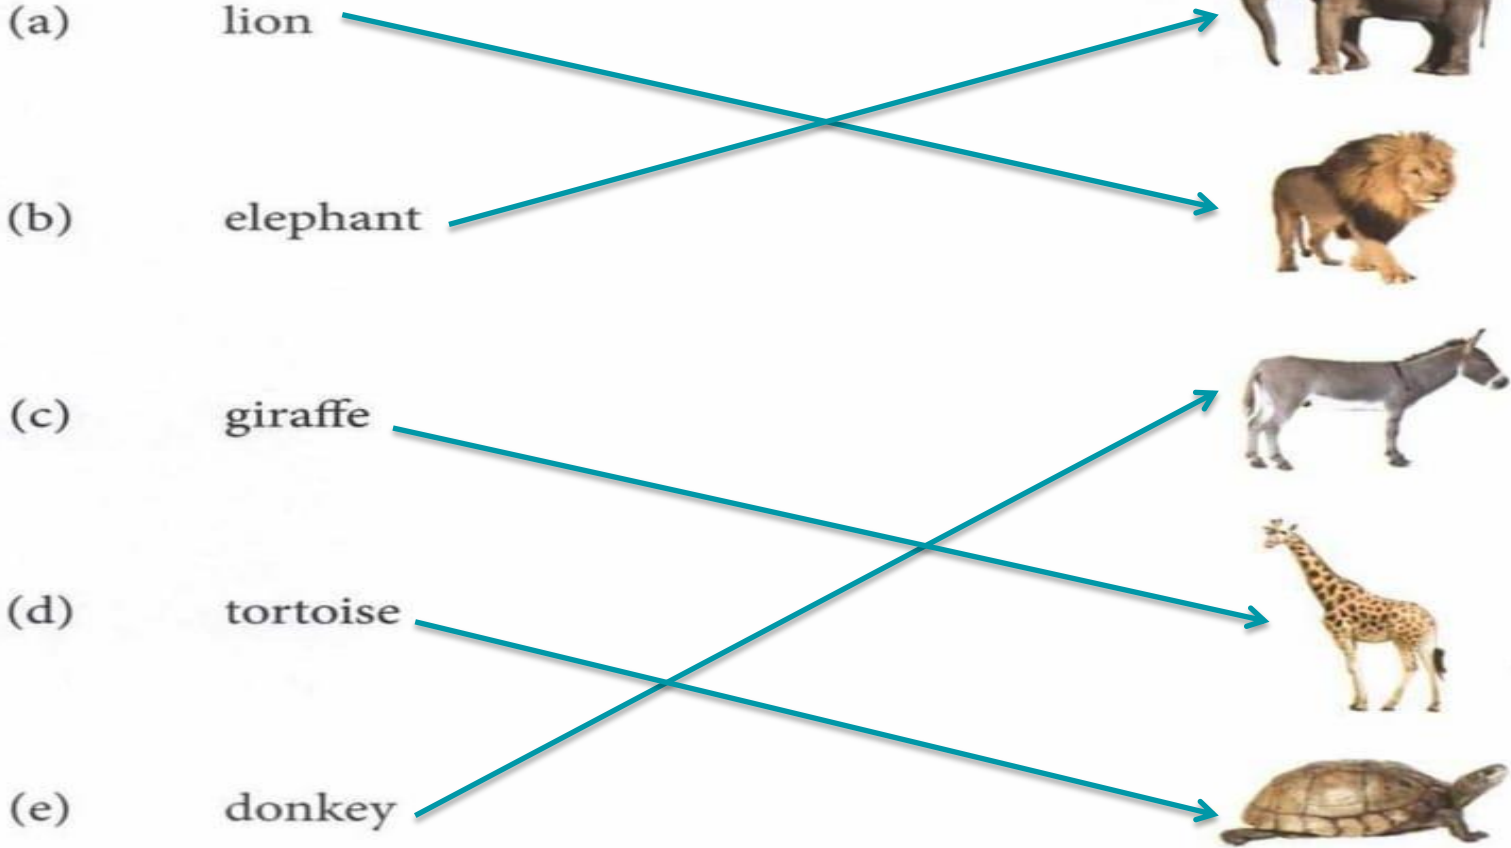 (a) lion
(b) elephant
(c) giraffe
(d) tortoise
(e) donkey